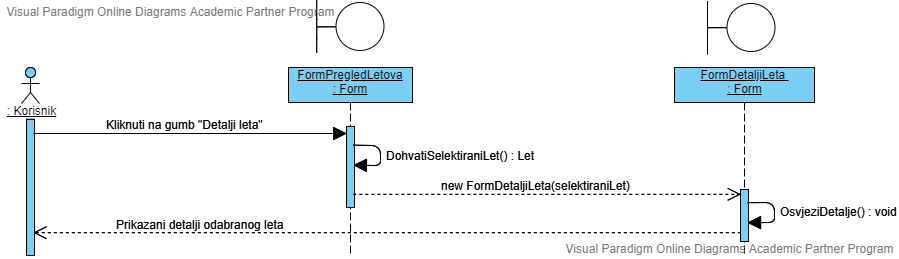 Visual Paradigm Online Diagrams Academic Partner Program
FormPregledLetova
: Form
FormDetaljiLeta
: Form
: Korisnik
Kliknuti na gumb "Detalji leta"
DohvatiSelektiraniLet() : Let
new FormDetaljiLeta(selektiraniLet)
OsvjeziDetalje() : void
Prikazani detalji odabranog leta
Visual Paradigm Online Diagrams Academic Partner Program